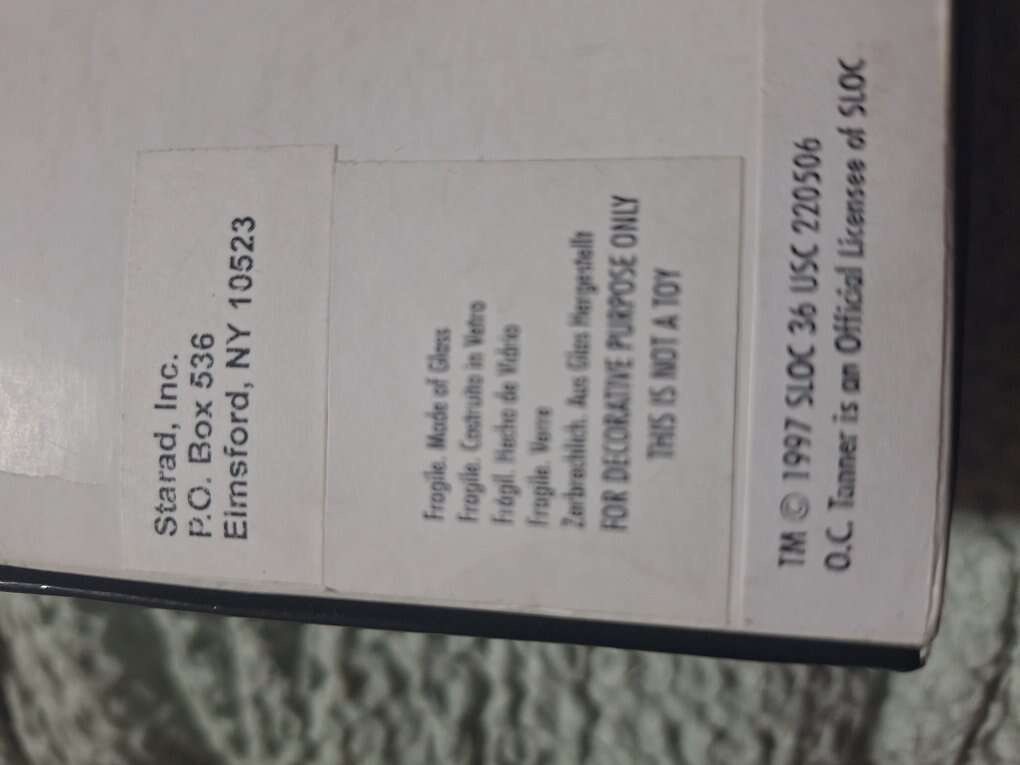 Starad, Inc.
P.O. Box 536
Elmsford, NY 10523
Fragile. Made of Glass
Fragile. Costruito in Vetro
Frágil. Hecho de Vidrio
Fragile. Verre
Zerbrechlich. Aus Glas Hergestellt
FOR DECORATIVE PURPOSE ONLY
THIS IS NOT A TOY
TM © 1997 SLOC 36 USC 220506
O.C. Tanner is an Official Licensee of SLOC